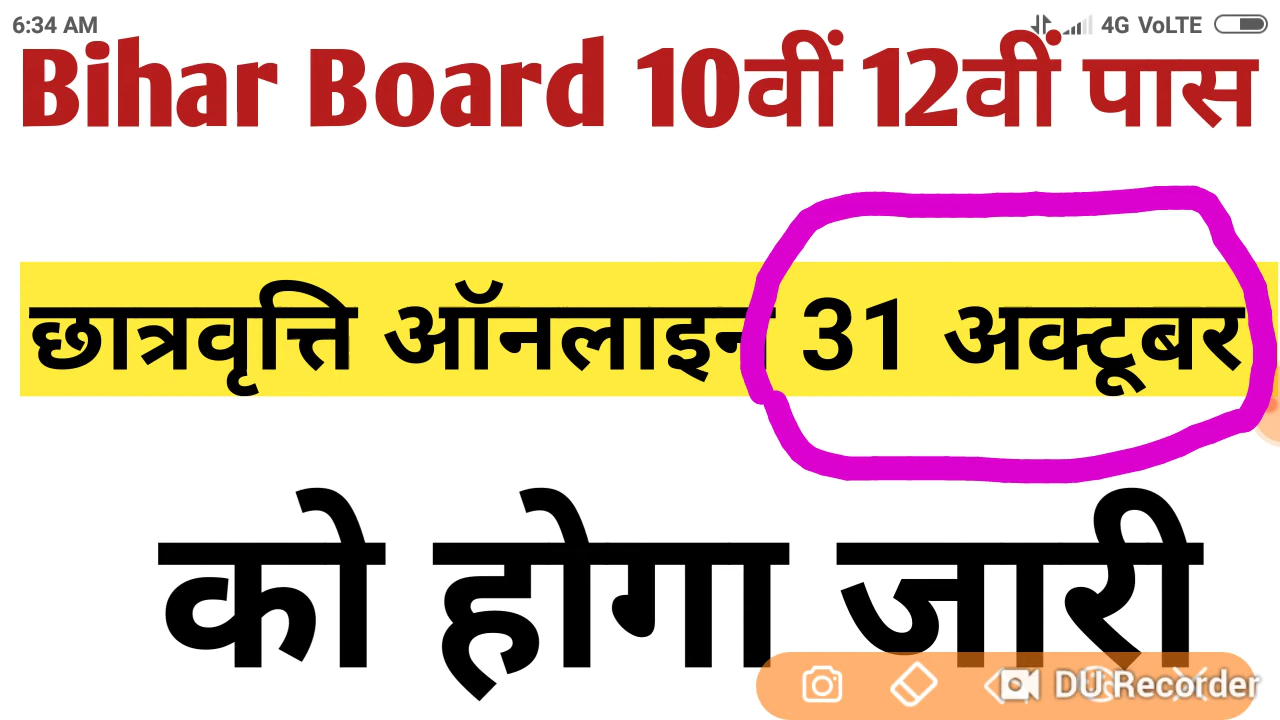 6:34 AM 4G VoLTE
Bihar Board 10वीं 12वीं पास
छात्रवृत्ति ऑनलाइन 31 अक्टूबर
को होगा जारी
DU Recorder